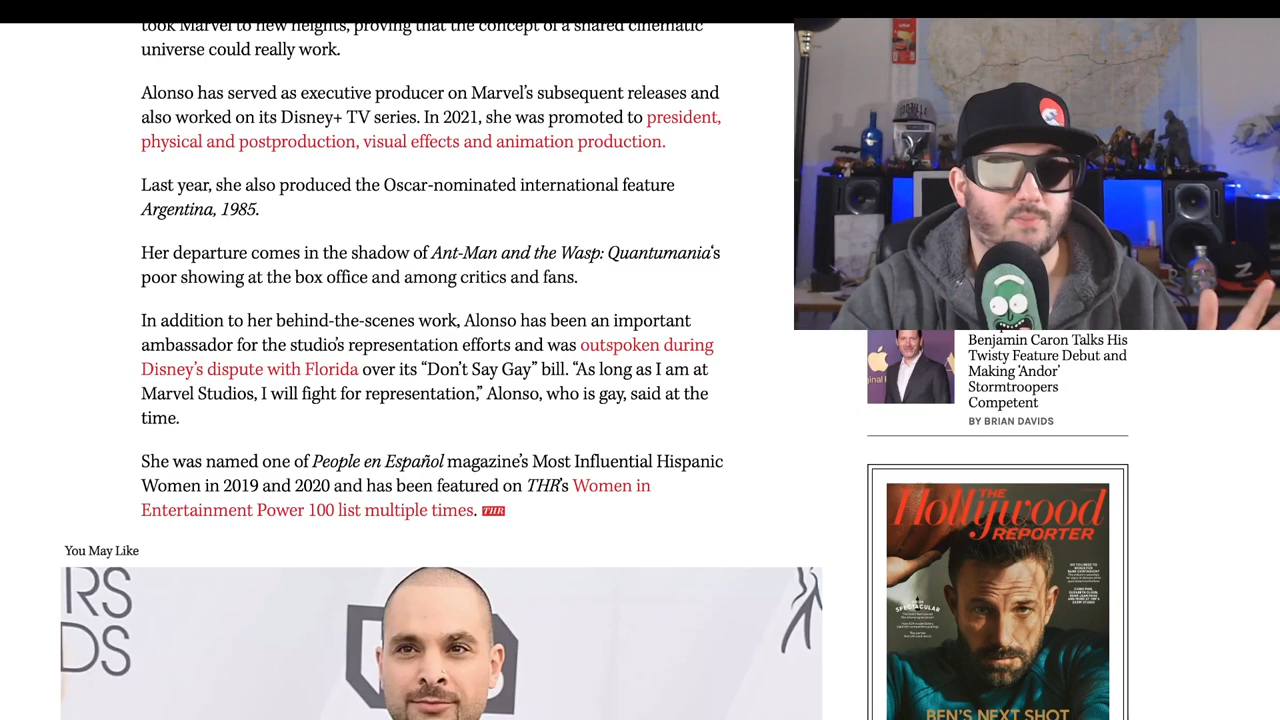 took Marvel to new heights, proving that the concept of a shared cinematic
universe could really work.
Alonso has served as executive producer on Marvel’s subsequent releases and
also worked on its Disney+ TV series. In 2021, she was promoted to president,
physical and postproduction, visual effects and animation production.
Last year, she also produced the Oscar-nominated international feature
Argentina, 1985.
Her departure comes in the shadow of Ant-Man and the Wasp: Quantumania‘s
poor showing at the box office and among critics and fans.
In addition to her behind-the-scenes work, Alonso has been an important
ambassador for the studio’s representation efforts and was outspoken during
Disney’s dispute with Florida over its “Don’t Say Gay” bill. “As long as I am at
Marvel Studios, I will fight for representation,” Alonso, who is gay, said at the
time.
She was named one of People en Español magazine’s Most Influential Hispanic
Women in 2019 and 2020 and has been featured on THR’s Women in
Entertainment Power 100 list multiple times. THR
You May Like
RS
DS
Benjamin Caron Talks His
Twisty Feature Debut and
Making ‘Andor’
Stormtroopers
Competent
BY BRIAN DAVIDS
THE
Hollywood
REPORTER
SPECTACULAR
BEN’S NEXT SHOT